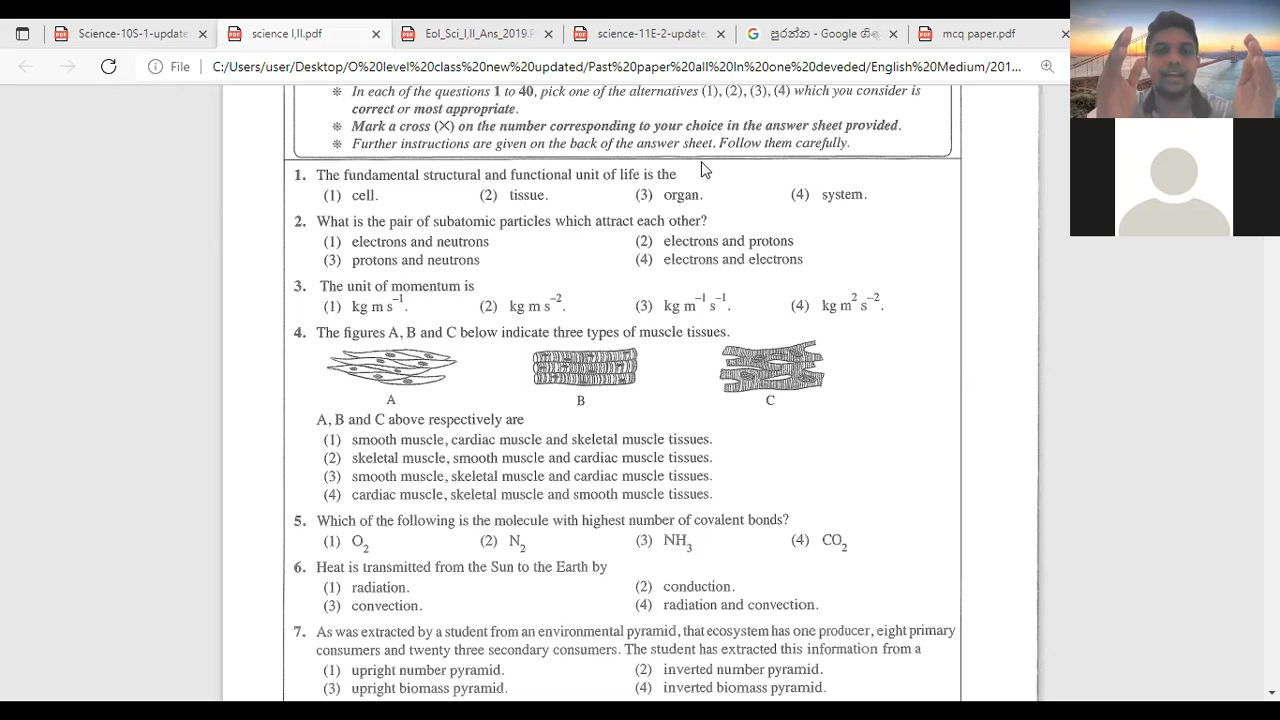 Science-10S-1-update
science I,II.pdf
Eol_Sci_I,II_Ans_2019.F
science-11E-2-update
පුරන්න - Google ගිණු
mcq paper.pdf
File C:/Users/user/Desktop/O%20level%20class%20new%20updated/Past%20paper%20all%20In%20one%20deveded/English%20Medium/201...
✻ In each of the questions 1 to 40, pick one of the alternatives (1), (2), (3), (4) which you consider is
correct or most appropriate.
✻ Mark a cross (✕) on the number corresponding to your choice in the answer sheet provided.
✻ Further instructions are given on the back of the answer sheet. Follow them carefully.
1. The fundamental structural and functional unit of life is the
(1) cell. (2) tissue. (3) organ. (4) system.
2. What is the pair of subatomic particles which attract each other?
(1) electrons and neutrons (2) electrons and protons
(3) protons and neutrons (4) electrons and electrons
3. The unit of momentum is
(1) kg m s⁻¹. (2) kg m s⁻². (3) kg m⁻¹ s⁻¹. (4) kg m² s⁻².
4. The figures A, B and C below indicate three types of muscle tissues.
A B C
A, B and C above respectively are
(1) smooth muscle, cardiac muscle and skeletal muscle tissues.
(2) skeletal muscle, smooth muscle and cardiac muscle tissues.
(3) smooth muscle, skeletal muscle and cardiac muscle tissues.
(4) cardiac muscle, skeletal muscle and smooth muscle tissues.
5. Which of the following is the molecule with highest number of covalent bonds?
(1) O₂ (2) N₂ (3) NH₃ (4) CO₂
6. Heat is transmitted from the Sun to the Earth by
(1) radiation. (2) conduction.
(3) convection. (4) radiation and convection.
7. As was extracted by a student from an environmental pyramid, that ecosystem has one producer, eight primary
consumers and twenty three secondary consumers. The student has extracted this information from a
(1) upright number pyramid. (2) inverted number pyramid.
(3) upright biomass pyramid. (4) inverted biomass pyramid.